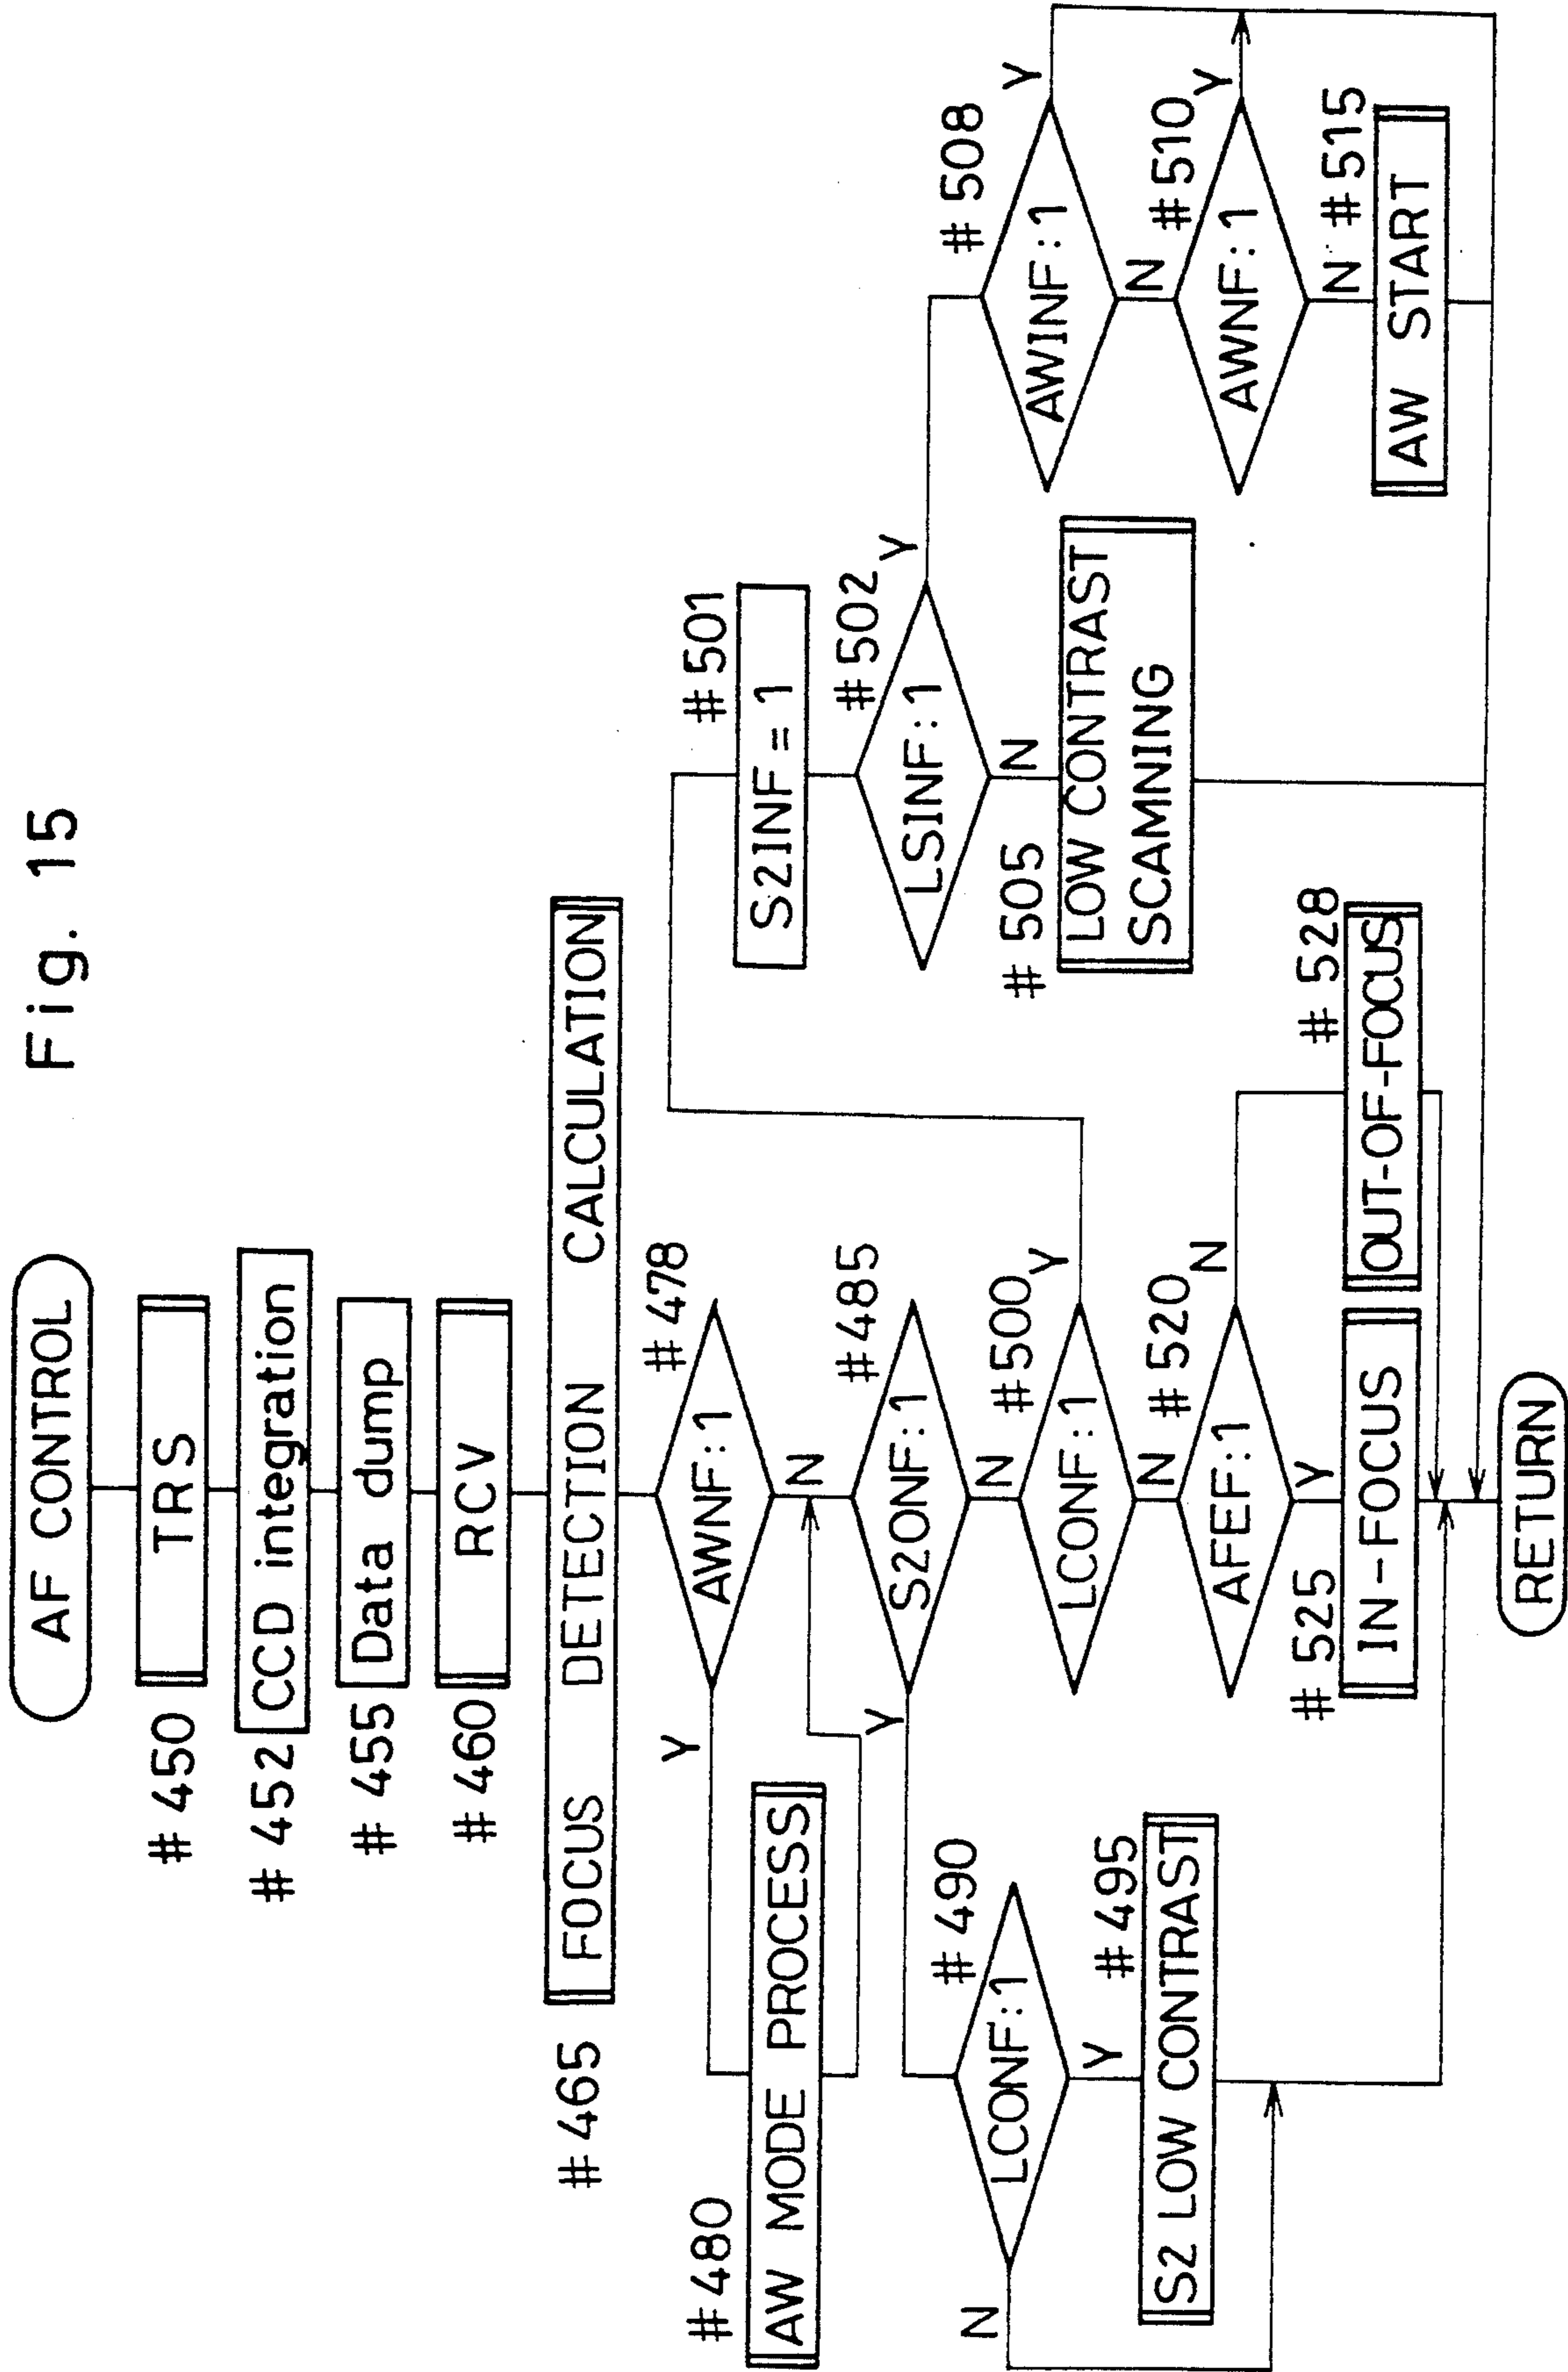 Fig. 15
AF CONTROL
# 450
TRS
# 452
CCD integration
# 455
Data dump
# 460
RCV
# 465
FOCUS DETECTION CALCULATION
# 478
AWNF:1
Y
N
# 480
AW MODE PROCESS
# 485
S2ONF:1
Y
N
# 490
LCONF:1
N
Y
# 495
S2 LOW CONTRAST
# 500
LCONF:1
Y
N
# 501
S2INF = 1
# 502
LSINF:1
Y
N
# 505
LOW CONTRAST
SCAMNING
# 508
AWINF:1
Y
N
# 510
AWNF:1
Y
N
# 515
AW START
# 520
AFEF:1
N
Y
# 525
IN-FOCUS
# 528
OUT-OF-FOCUS
RETURN